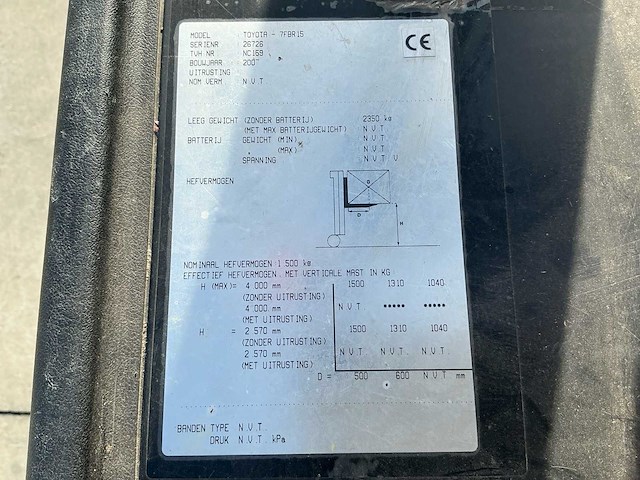 MODEL TOYOTA - 7FBR15
SERIENR 26726
TVH NR NC159
BOUWJAAR 2007
UITRUSTING
NOM VERM N.V.T
CE
LEEG GEWICHT (ZONDER BATTERIJ) 2350 kg
(MET MAX BATTERIJGEWICHT) N.V.T
BATTERIJ GEWICHT (MIN) N.V.T
(MAX) N.V.T
SPANNING N.V.T V
HEFVERMOGEN
G
D
H
NOMINAAL HEFVERMOGEN 1.500 kg
EFFECTIEF HEFVERMOGEN MET VERTICALE MAST IN KG
H (MAX)= 4.000 mm 1500 1310 1040
(ZONDER UITRUSTING)
4.000 mm N.V.T ••••• •••••
(MET UITRUSTING)
H = 2.570 mm 1500 1310 1040
(ZONDER UITRUSTING)
2.570 mm N.V.T N.V.T. N.V.T.
(MET UITRUSTING)
D = 500 600 N.V.T mm
BANDEN TYPE N.V.T.
DRUK N.V.T. kPa